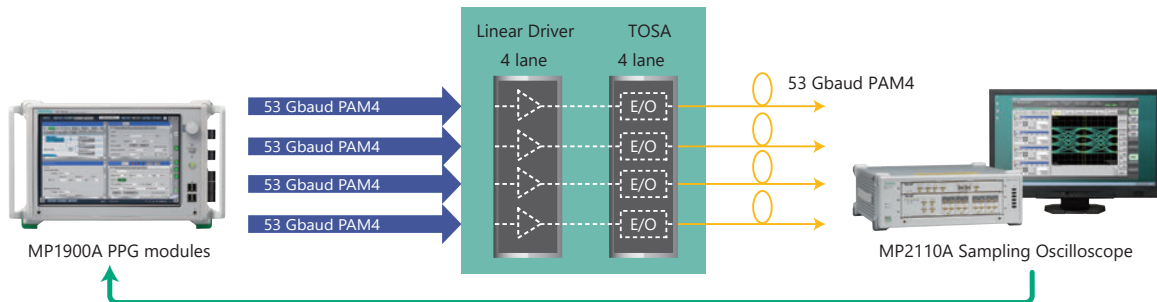 Linear Driver
4 lane
TOSA
4 lane
53 Gbaud PAM4
53 Gbaud PAM4
53 Gbaud PAM4
53 Gbaud PAM4
E/O
E/O
E/O
E/O
53 Gbaud PAM4
MP1900A PPG modules
MP2110A Sampling Oscilloscope